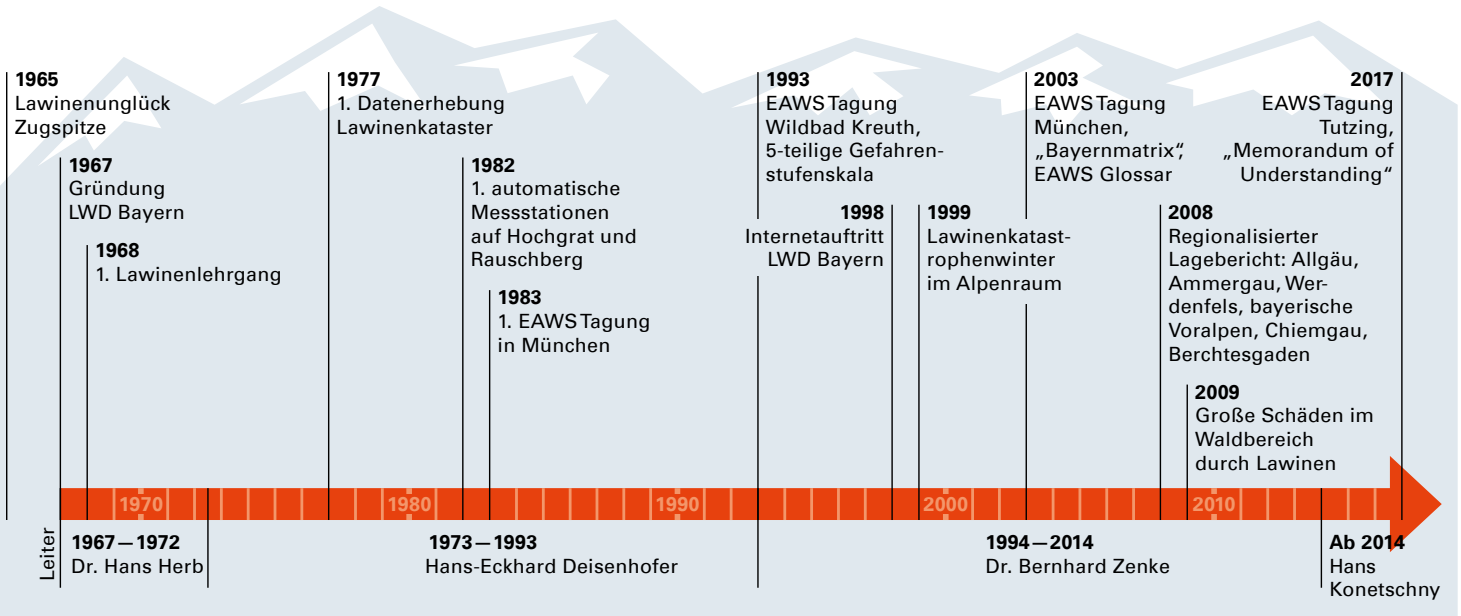 1965
Lawinenunglück
Zugspitze
1967
Gründung
LWD Bayern
1968
1. Lawinenlehrgang
1977
1. Datenerhebung
Lawinenkataster
1982
1. automatische
Messstationen
auf Hochgrat und
Rauschberg
1983
1. EAWS Tagung
in München
1993
EAWS Tagung
Wildbad Kreuth,
5-teilige Gefahren-
stufenskala
1998
Internetauftritt
LWD Bayern
1999
Lawinenkatast-
rophenwinter
im Alpenraum
2003
EAWS Tagung
München,
„Bayernmatrix“,
EAWS Glossar
2008
Regionalisierter
Lagebericht: Allgäu,
Ammergau, Wer-
denfels, bayerische
Voralpen, Chiemgau,
Berchtesgaden
2009
Große Schäden im
Waldbereich
durch Lawinen
2017
EAWS Tagung
Tutzing,
„Memorandum of
Understanding“
1970
1980
1990
2000
2010
Leiter
1967—1972
Dr. Hans Herb
1973—1993
Hans-Eckhard Deisenhofer
1994—2014
Dr. Bernhard Zenke
Ab 2014
Hans
Konetschny